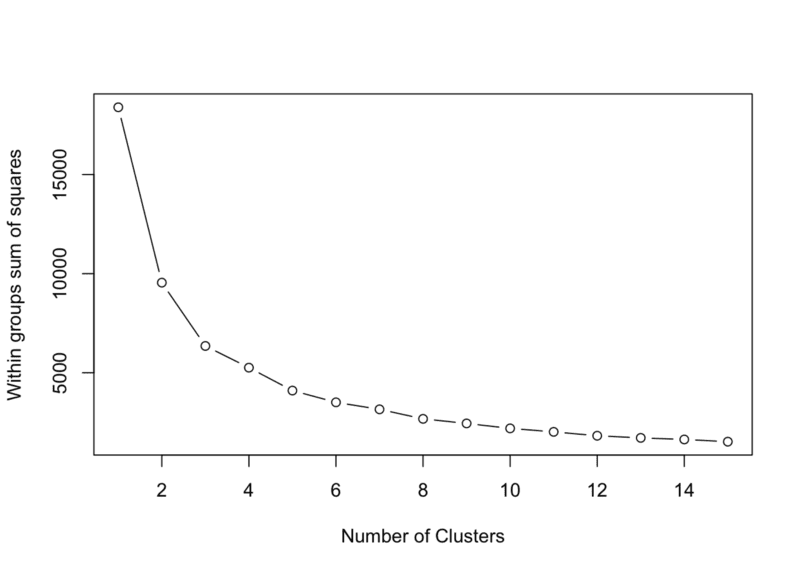 Within groups sum of squares
15000
10000
5000
2 4 6 8 10 12 14
Number of Clusters